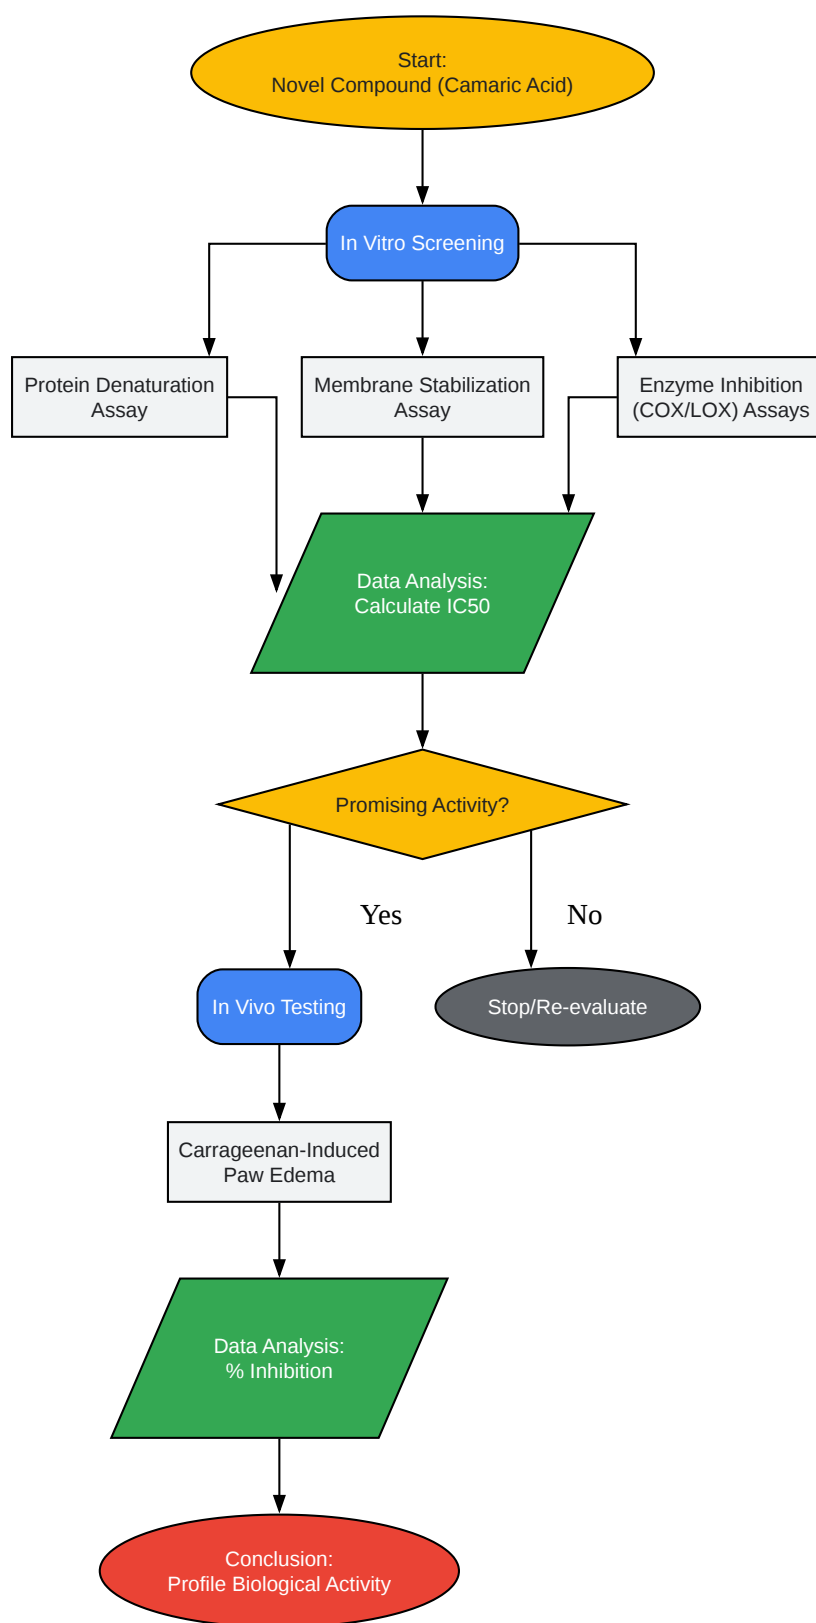 Start:
Novel Compound (Camaric Acid)
In Vitro Screening
Protein Denaturation
Assay
Membrane Stabilization
Assay
Enzyme Inhibition
(COX/LOX) Assays
Data Analysis:
Calculate IC50
Promising Activity?
Yes
No
In Vivo Testing
Stop/Re-evaluate
Carrageenan-Induced
Paw Edema
Data Analysis:
% Inhibition
Conclusion:
Profile Biological Activity